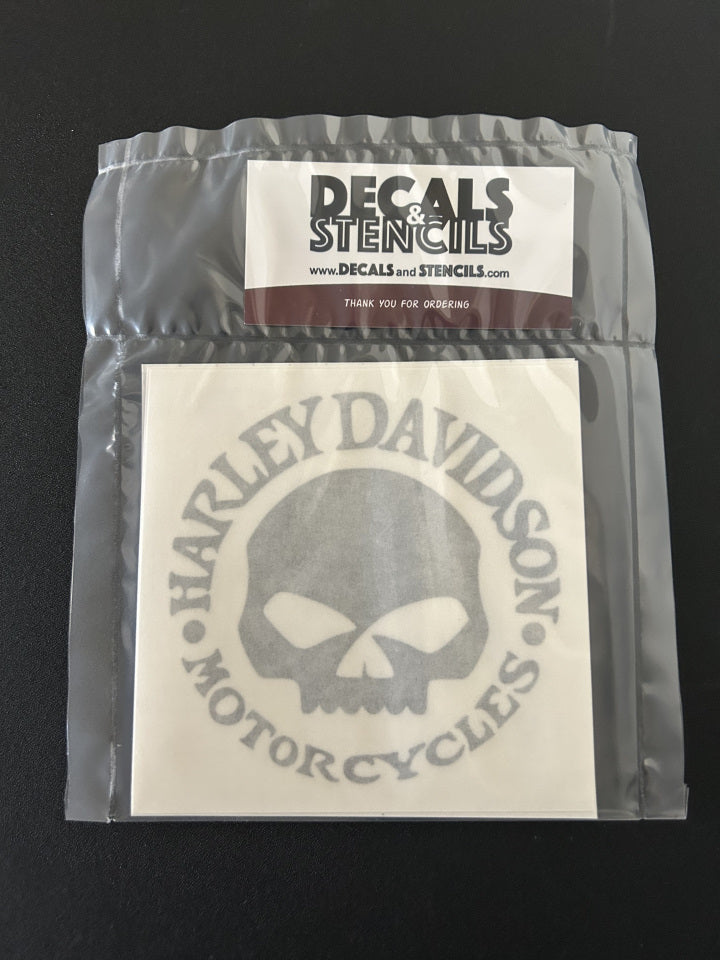 DECALS
&
STENCILS
www.DECALS and STENCILS.com
THANK YOU FOR ORDERING
HARLEY DAVIDSON
• MOTORCYCLES •